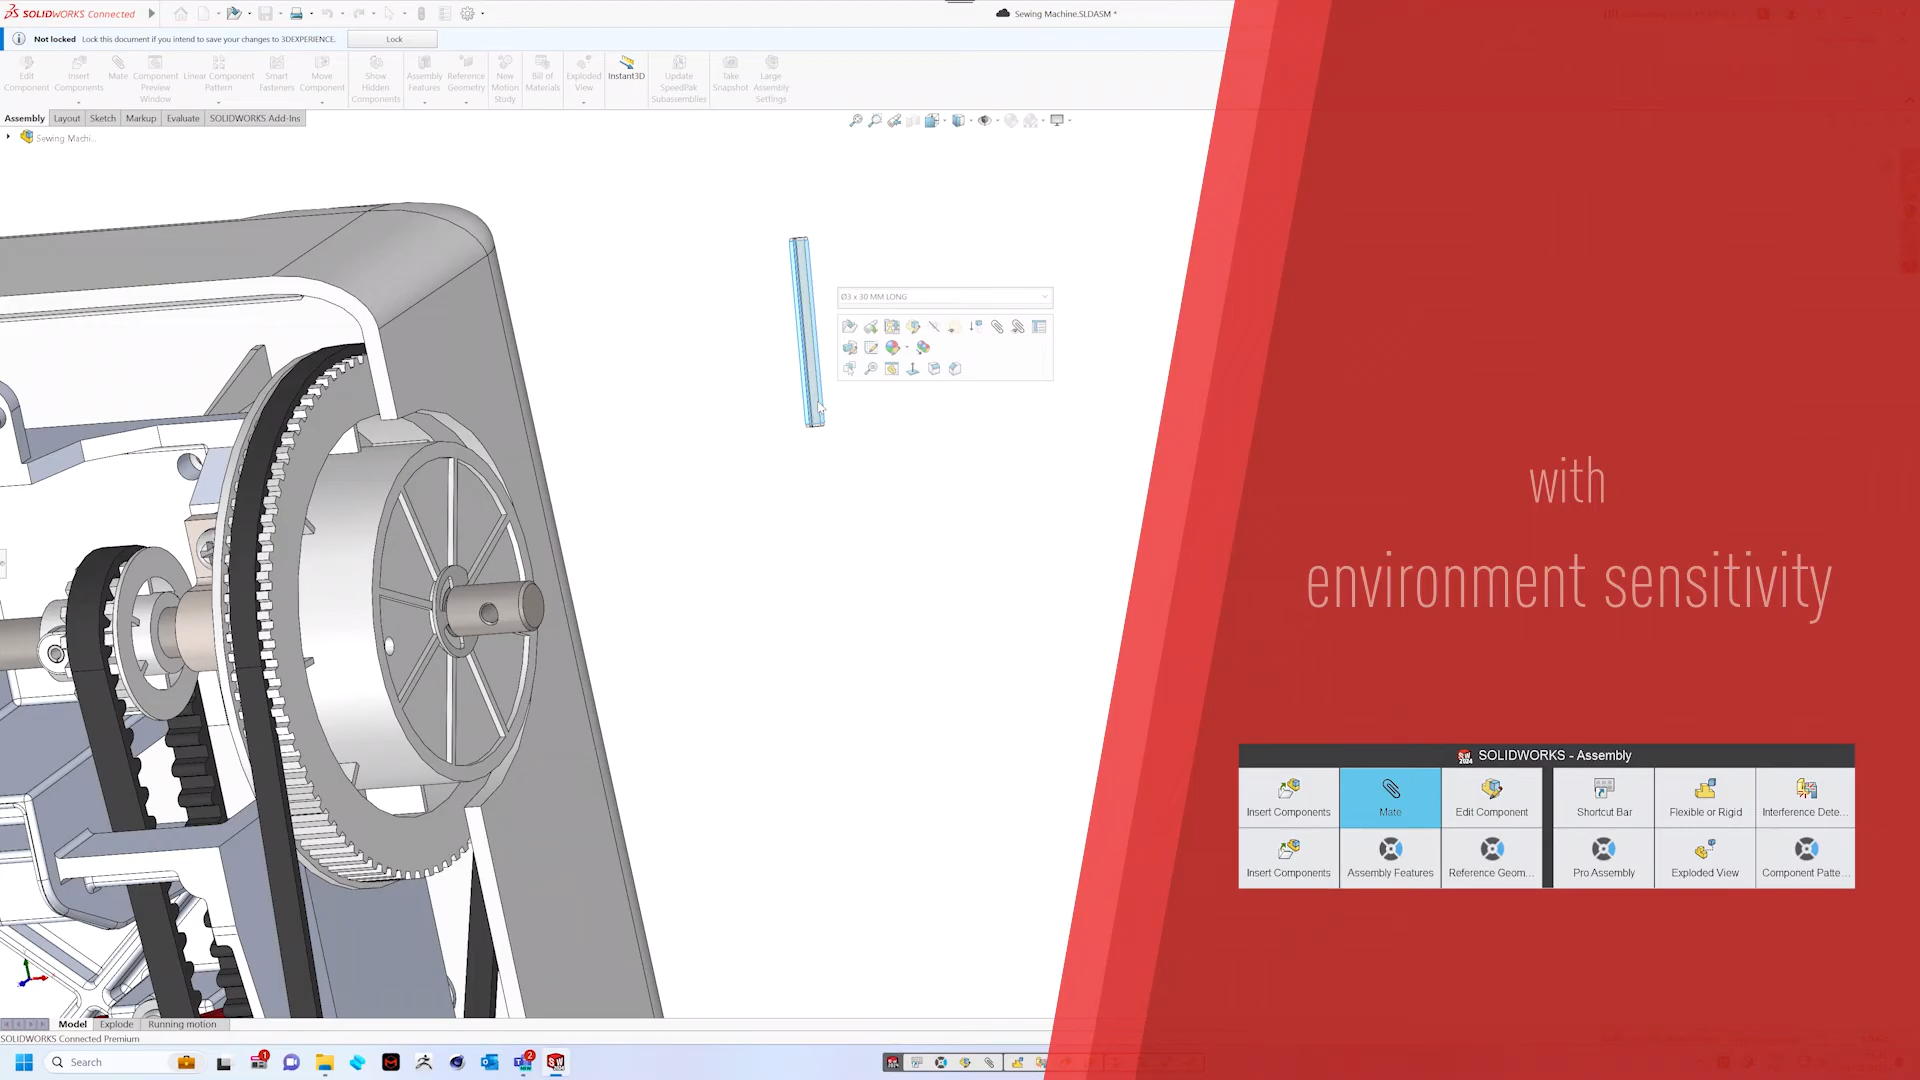 SOLIDWORKS Connected
Sewing Machine.SLDASM *
Not locked Lock this document if you intend to save your changes to 3DEXPERIENCE. Lock
Edit Component
Insert Components
Mate
Component Preview Window
Linear Component Pattern
Smart Fasteners
Move Component
Show Hidden Components
Assembly Features
Reference Geometry
New Motion Study
Bill of Materials
Exploded View
Instant3D
Update SpeedPak Subassemblies
Take Snapshot
Large Assembly Settings
Assembly Layout Sketch Markup Evaluate SOLIDWORKS Add-Ins
Sewing Machi...
Ø3 x 30 MM LONG
with
environment sensitivity
SOLIDWORKS - Assembly
Insert Components Mate Edit Component Shortcut Bar Flexible or Rigid Interference Dete...
Insert Components Assembly Features Reference Geom... Pro Assembly Exploded View Component Patte...
Model Explode Running motion
SOLIDWORKS Connected Premium
Search
1
2